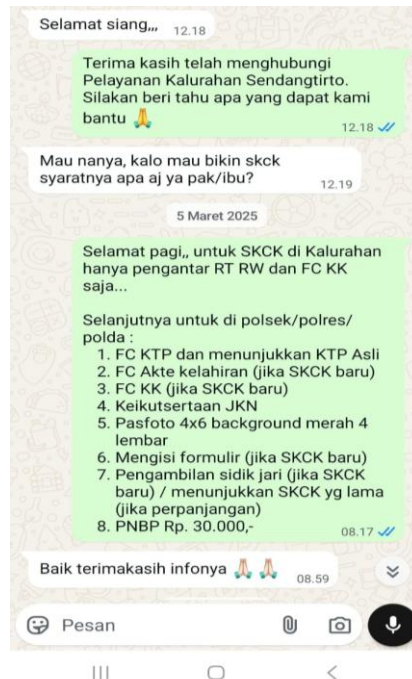 Selamat siang,,, 12.18
Terima kasih telah menghubungi
Pelayanan Kalurahan Sendangtirto.
Silakan beri tahu apa yang dapat kami
bantu 🙏 12.18
Mau nanya, kalo mau bikin skck
syaratnya apa aj ya pak/ibu? 12.19
5 Maret 2025
Selamat pagi,, untuk SKCK di Kalurahan
hanya pengantar RT RW dan FC KK
saja...
Selanjutnya untuk di polsek/polres/
polda :
1. FC KTP dan menunjukkan KTP Asli
2. FC Akte kelahiran (jika SKCK baru)
3. FC KK (jika SKCK baru)
4. Keikutsertaan JKN
5. Pasfoto 4x6 background merah 4
lembar
6. Mengisi formulir (jika SKCK baru)
7. Pengambilan sidik jari (jika SKCK
baru) / menunjukkan SKCK yg lama
(jika perpanjangan)
8. PNBP Rp. 30.000,- 08.17
Baik terimakasih infonya 🙏🙏 08.59
Pesan